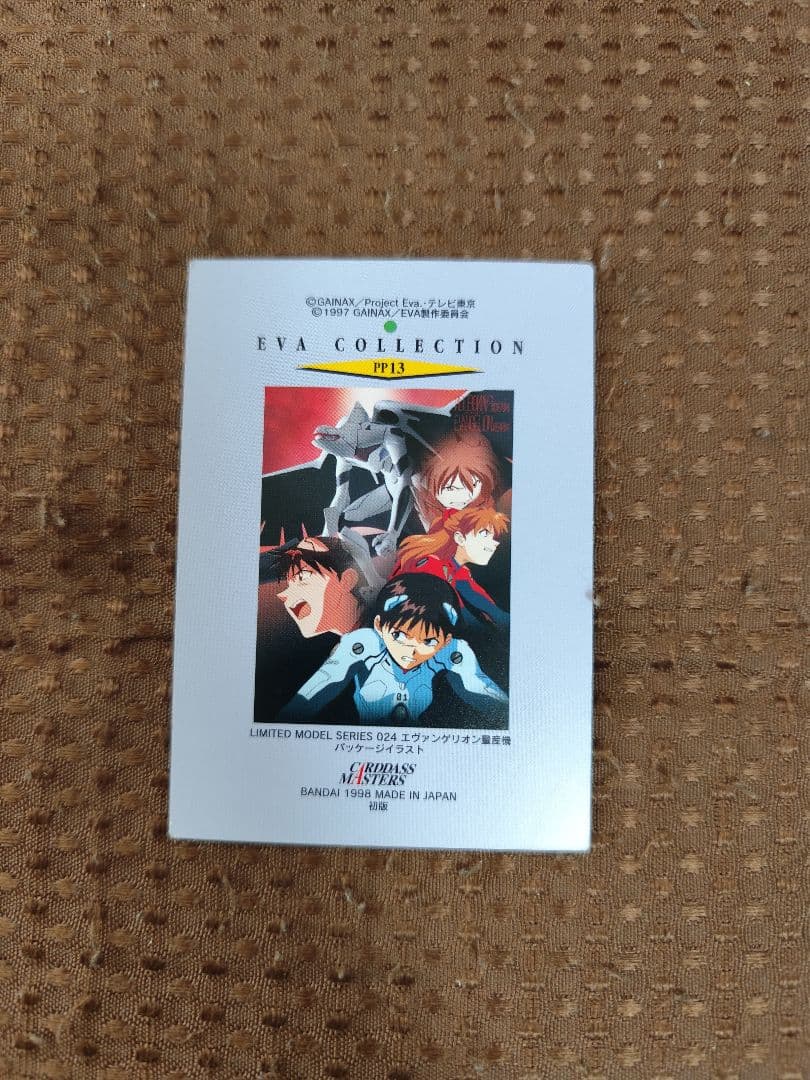 ©GAINAX／Project Eva.・テレビ東京
©1997 GAINAX／EVA製作委員会
EVA COLLECTION
PP13
01
LIMITED MODEL SERIES 024 エヴァンゲリオン量産機
パッケージイラスト
CARDDASS
MASTERS
BANDAI 1998 MADE IN JAPAN
初版